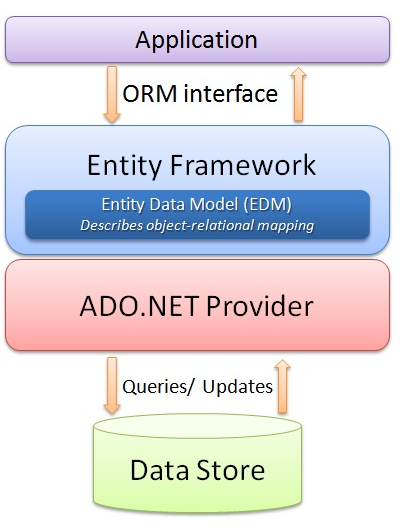 Application
ORM interface
Entity Framework
Entity Data Model (EDM)
Describes object-relational mapping
ADO.NET Provider
Queries/ Updates
Data Store